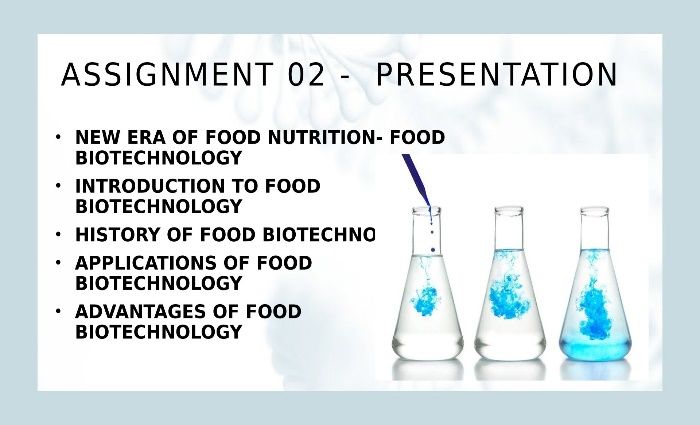 ASSIGNMENT 02 - PRESENTATION
• NEW ERA OF FOOD NUTRITION- FOOD
BIOTECHNOLOGY
• INTRODUCTION TO FOOD
BIOTECHNOLOGY
• HISTORY OF FOOD BIOTECHNO
• APPLICATIONS OF FOOD
BIOTECHNOLOGY
• ADVANTAGES OF FOOD
BIOTECHNOLOGY